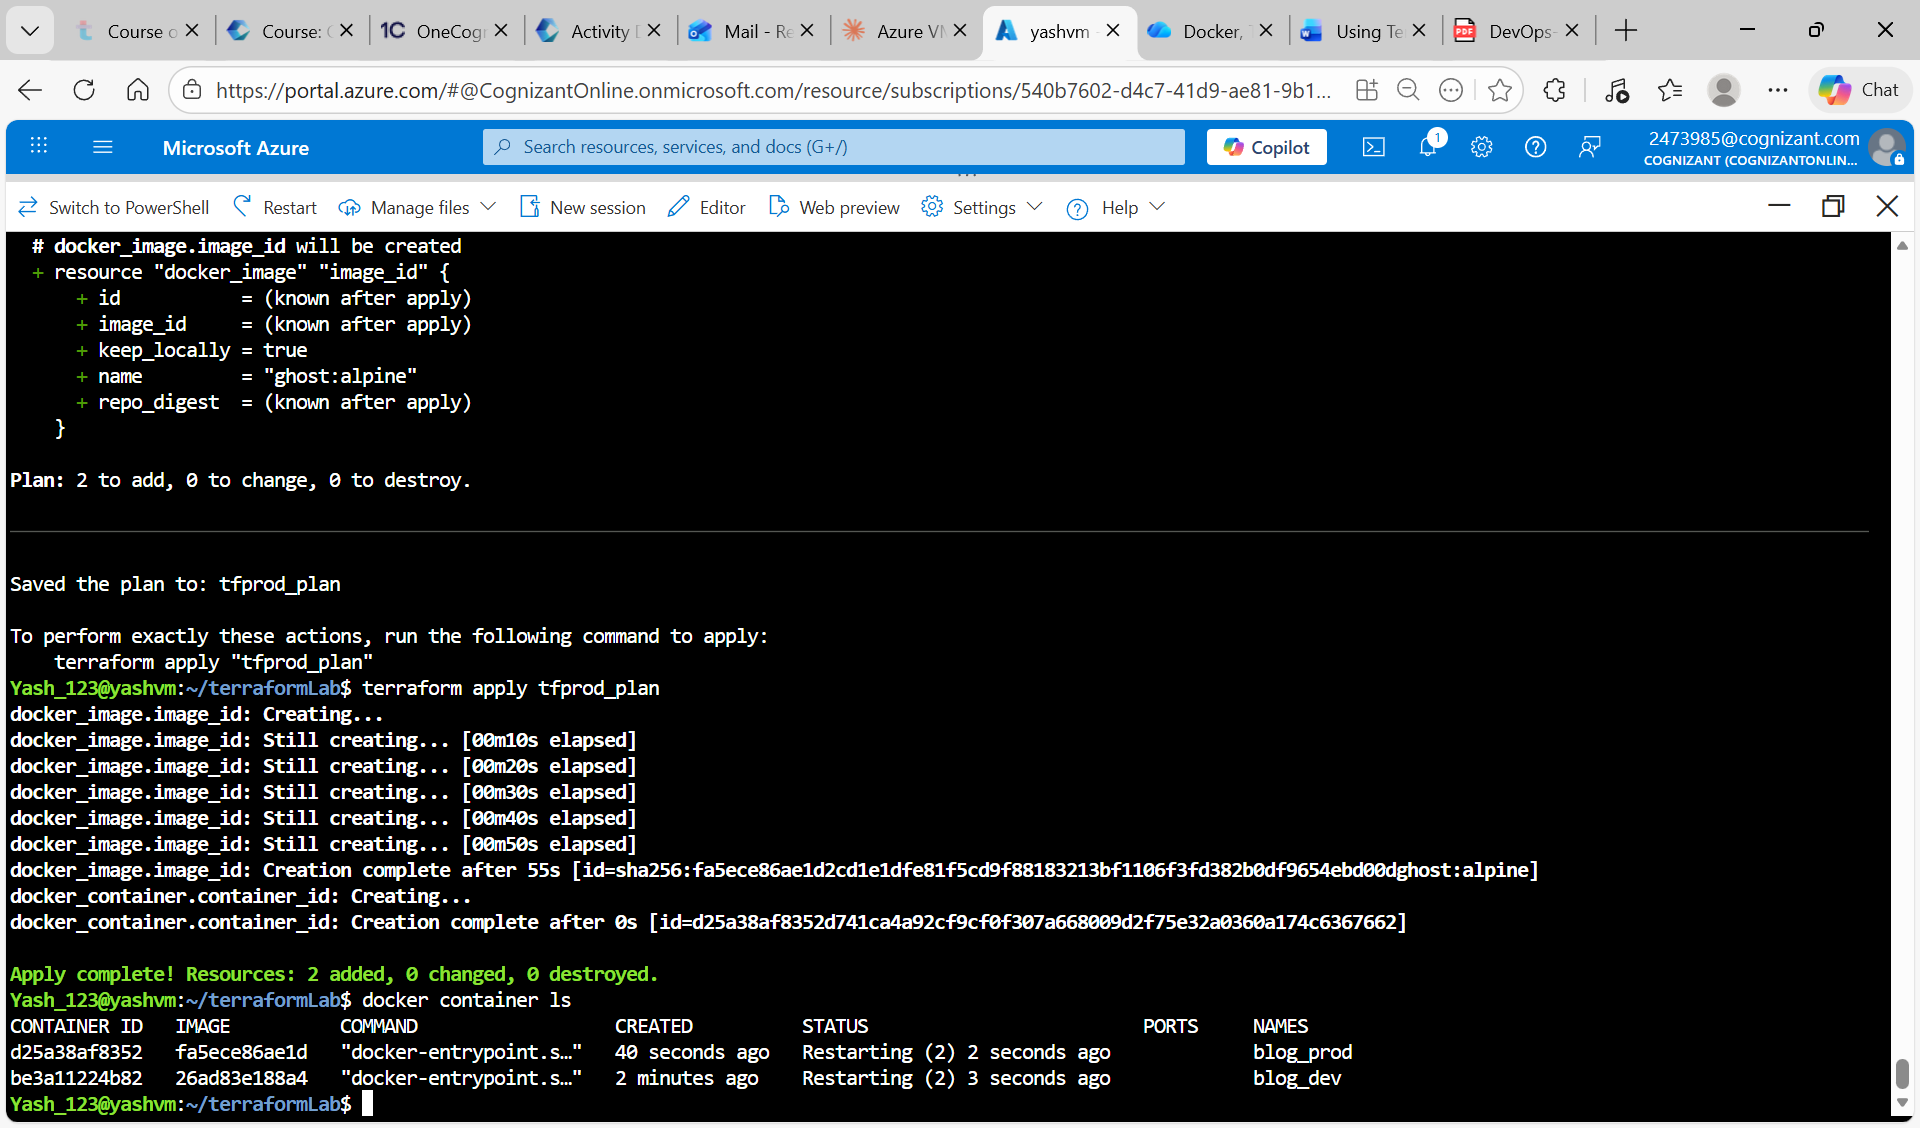 Course o
Course: (
1C OneCog
Activity D
Mail - Re
Azure VM
yashvm -
Docker, T
Using Te
PDF DevOps-
https://portal.azure.com/#@CognizantOnline.onmicrosoft.com/resource/subscriptions/540b7602-d4c7-41d9-ae81-9b1...
Chat
Microsoft Azure
Search resources, services, and docs (G+/)
Copilot
1
2473985@cognizant.com
COGNIZANT (COGNIZANTONLIN...
Switch to PowerShell
Restart
Manage files
New session
Editor
Web preview
Settings
Help
# docker_image.image_id will be created
+ resource "docker_image" "image_id" {
+ id = (known after apply)
+ image_id = (known after apply)
+ keep_locally = true
+ name = "ghost:alpine"
+ repo_digest = (known after apply)
}
Plan: 2 to add, 0 to change, 0 to destroy.
Saved the plan to: tfprod_plan
To perform exactly these actions, run the following command to apply:
terraform apply "tfprod_plan"
Yash_123@yashvm:~/terraformLab$ terraform apply tfprod_plan
docker_image.image_id: Creating...
docker_image.image_id: Still creating... [00m10s elapsed]
docker_image.image_id: Still creating... [00m20s elapsed]
docker_image.image_id: Still creating... [00m30s elapsed]
docker_image.image_id: Still creating... [00m40s elapsed]
docker_image.image_id: Still creating... [00m50s elapsed]
docker_image.image_id: Creation complete after 55s [id=sha256:fa5ece86ae1d2cd1e1dfe81f5cd9f88183213bf1106f3fd382b0df9654ebd00dghost:alpine]
docker_container.container_id: Creating...
docker_container.container_id: Creation complete after 0s [id=d25a38af8352d741ca4a92cf9cf0f307a668009d2f75e32a0360a174c6367662]
Apply complete! Resources: 2 added, 0 changed, 0 destroyed.
Yash_123@yashvm:~/terraformLab$ docker container ls
CONTAINER ID IMAGE COMMAND CREATED STATUS PORTS NAMES
d25a38af8352 fa5ece86ae1d "docker-entrypoint.s…" 40 seconds ago Restarting (2) 2 seconds ago blog_prod
be3a11224b82 26ad83e188a4 "docker-entrypoint.s…" 2 minutes ago Restarting (2) 3 seconds ago blog_dev
Yash_123@yashvm:~/terraformLab$